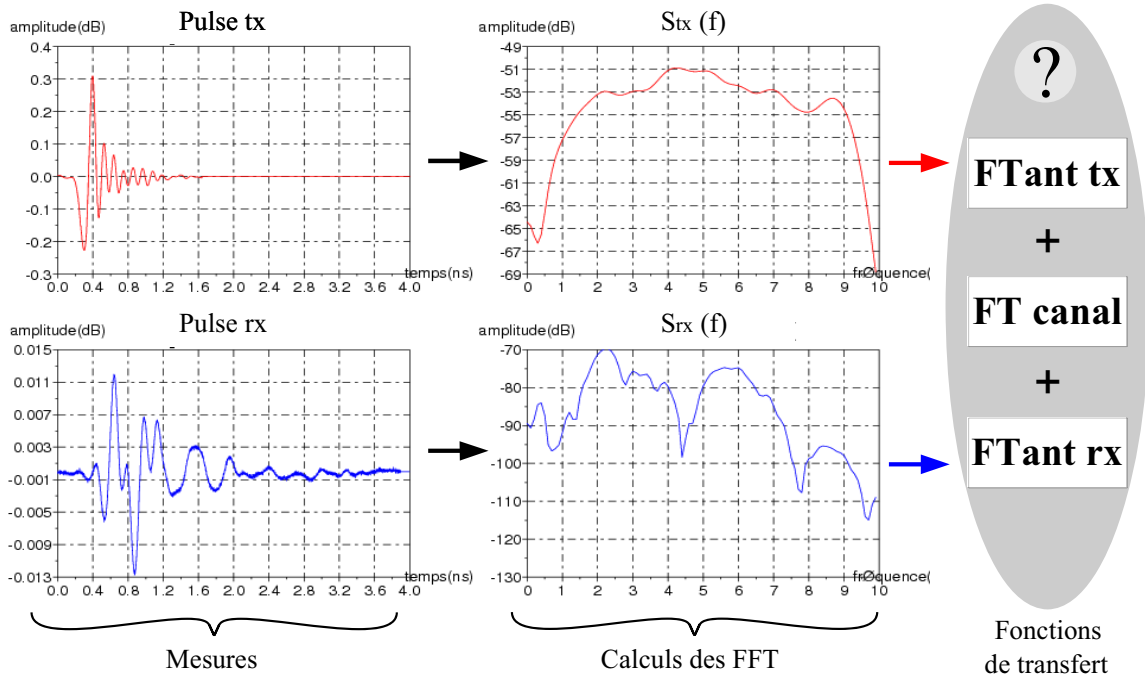 Pulse tx
amplitude(dB)
0.4
0.3
0.2
0.1
0.0
-0.1
-0.2
-0.3
0.0 0.4 0.8 1.2 1.6 2.0 2.4 2.8 3.2 3.6 4.0
temps(ns)
Stx (f)
amplitude(dB)
-49
-51
-53
-55
-57
-59
-61
-63
-65
-67
-69
0 1 2 3 4 5 6 7 8 9 10
frØquence(
Pulse rx
amplitude(dB)
0.015
0.011
0.007
0.003
-0.001
-0.005
-0.009
-0.013
0.0 0.4 0.8 1.2 1.6 2.0 2.4 2.8 3.2 3.6 4.0
temps(ns)
Srx (f)
amplitude(dB)
-70
-80
-90
-100
-110
-120
-130
0 1 2 3 4 5 6 7 8 9 10
frØquence(
?
FTant tx
+
FT canal
+
FTant rx
Mesures
Calculs des FFT
Fonctions
de transfert